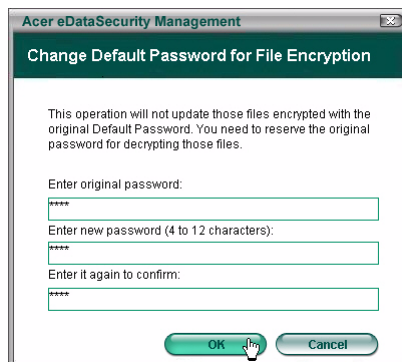 Acer eDataSecurity Management
Change Default Password for File Encryption
This operation will not update those files encrypted with the
original Default Password. You need to reserve the original
password for decrypting those files.
Enter original password:
****
Enter new password (4 to 12 characters):
****
Enter it again to confirm:
****
OK Cancel